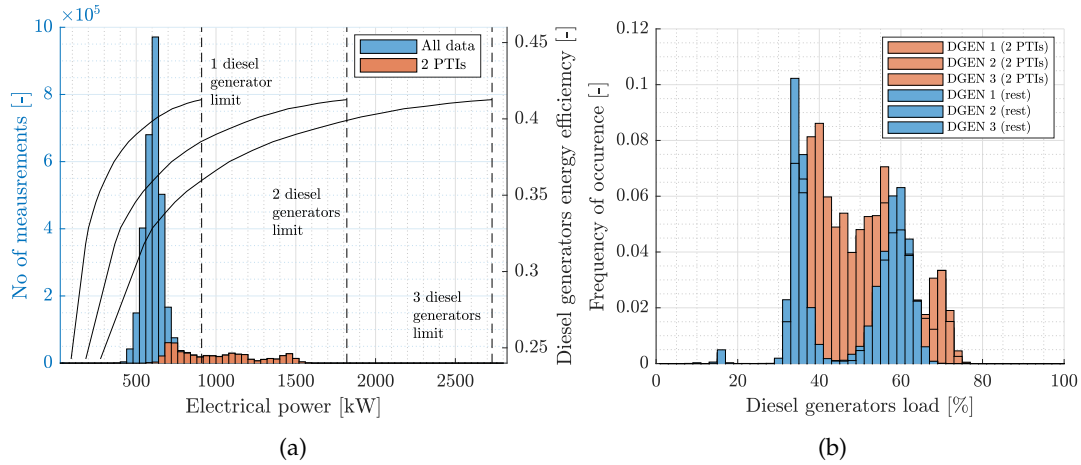 10 × 10⁵
8
6
4
2
0
No of meausrements [-]
500 1000 1500 2000 2500
Electrical power [kW]
0.45
0.4
0.35
0.3
0.25
Diesel generators energy efficiemcy [-]
All data
2 PTIs
1 diesel
generator
limit
2 diesel
generators
limit
3 diesel
generators
limit
(a)
0.12
0.1
0.08
0.06
0.04
0.02
0
Frequency of occurence [-]
0 20 40 60 80 100
Diesel generators load [%]
DGEN 1 (2 PTIs)
DGEN 2 (2 PTIs)
DGEN 3 (2 PTIs)
DGEN 1 (rest)
DGEN 2 (rest)
DGEN 3 (rest)
(b)